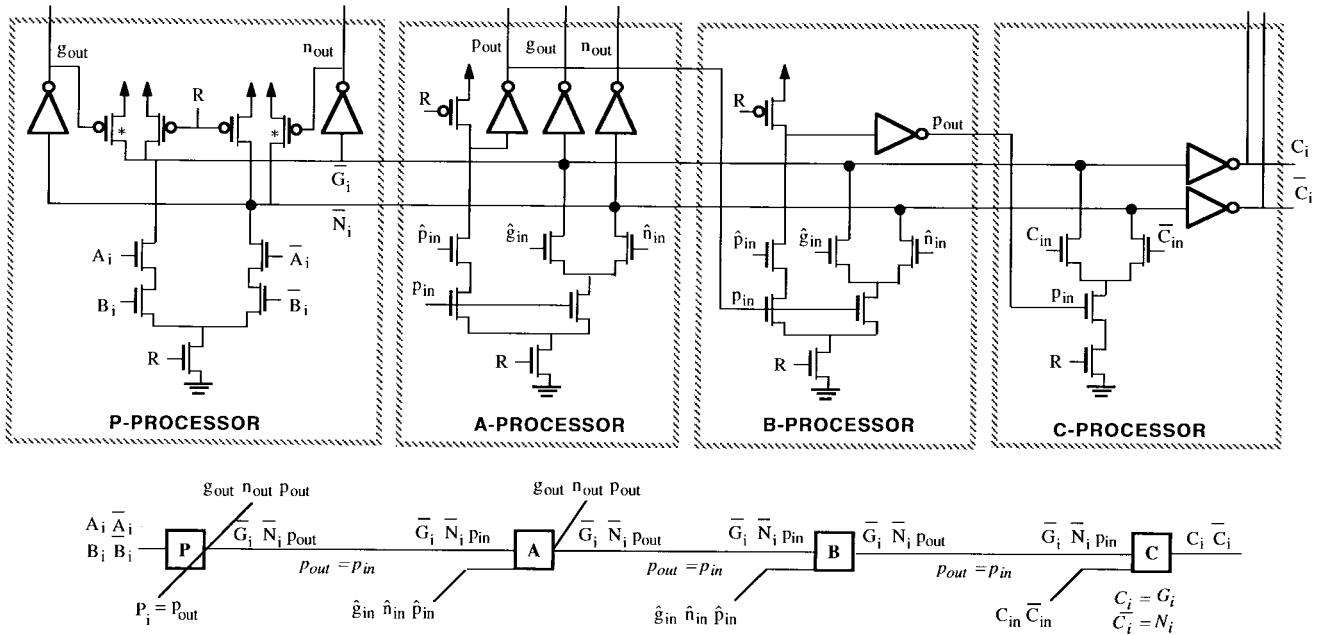 g_out
n_out
R
*
*
G̅_i
N̅_i
A_i
A̅_i
B_i
B̅_i
R
P-PROCESSOR
p_out g_out n_out
R
p̂_in
ĝ_in
n̂_in
p_in
R
A-PROCESSOR
R
p_out
p̂_in
ĝ_in
n̂_in
p_in
R
B-PROCESSOR
C_i
C̅_i
C_in
C̅_in
p_in
R
C-PROCESSOR
g_out n_out p_out
A_i A̅_i
B_i B̅_i
P
G̅_i N̅_i p_out
p_out = p_in
P_i = p_out
G̅_i N̅_i p_in
ĝ_in n̂_in p̂_in
g_out n_out p_out
A
G̅_i N̅_i p_out
p_out = p_in
G̅_i N̅_i p_in
ĝ_in n̂_in p̂_in
B
G̅_i N̅_i p_out
p_out = p_in
G̅_i N̅_i p_in
C_in C̅_in
C
C_i C̅_i
C_i = G_i
C̅_i = N_i